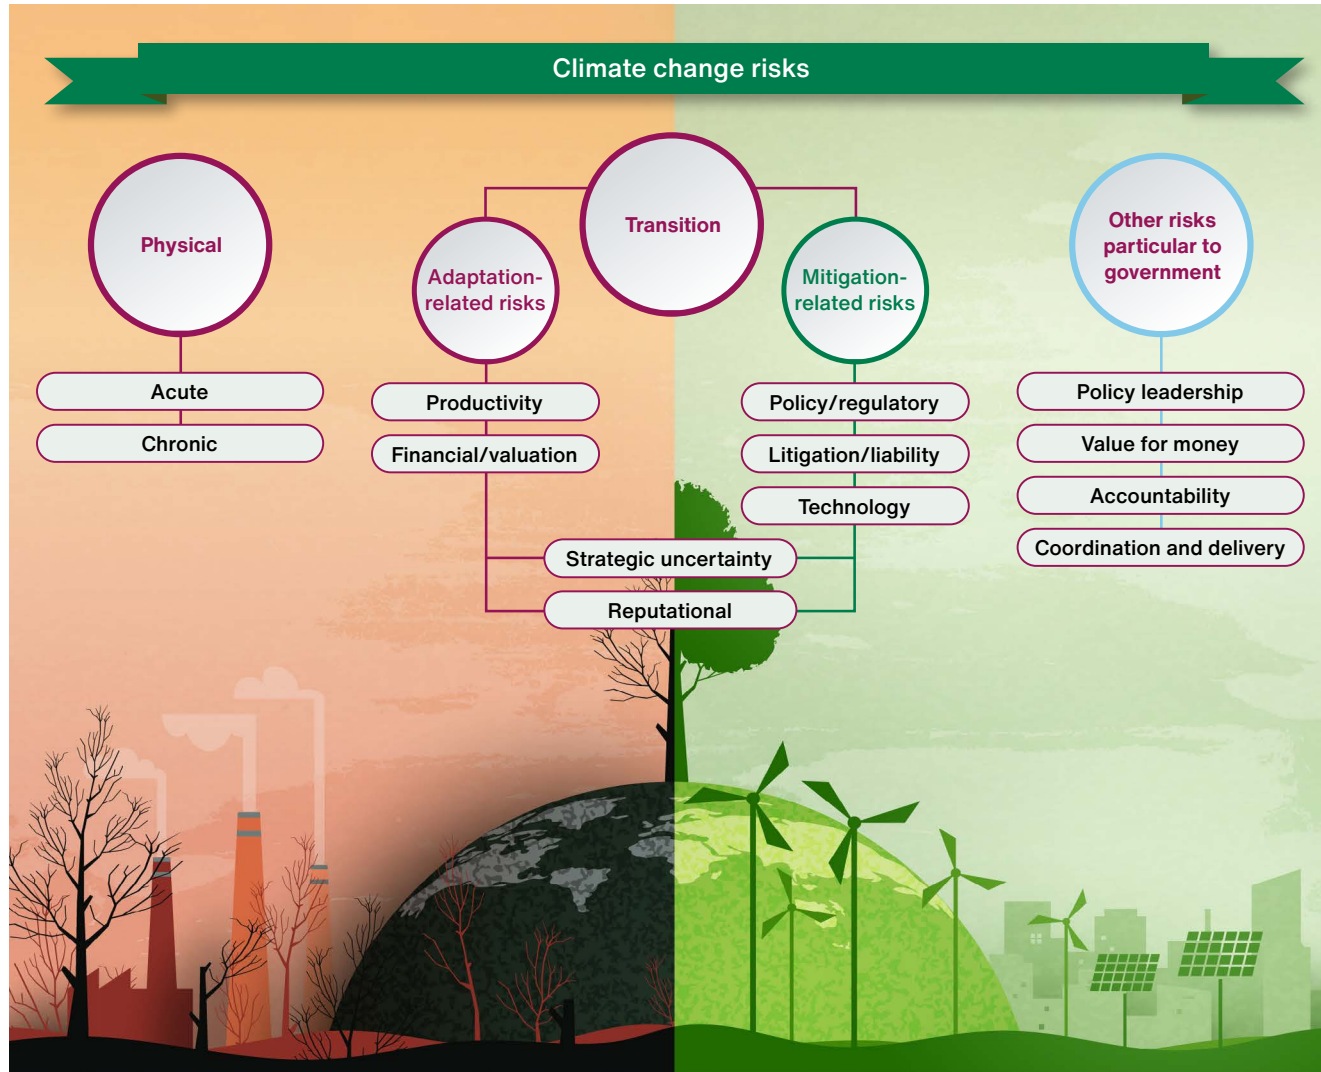 Climate change risks
Physical
Acute
Chronic
Transition
Adaptation-
related risks
Productivity
Financial/valuation
Mitigation-
related risks
Policy/regulatory
Litigation/liability
Technology
Strategic uncertainty
Reputational
Other risks
particular to
government
Policy leadership
Value for money
Accountability
Coordination and delivery